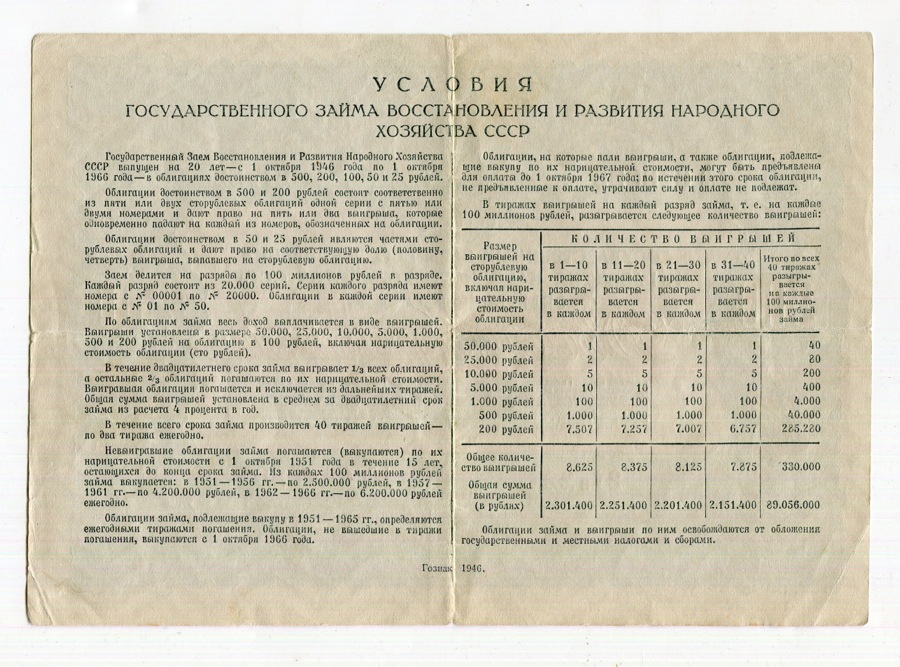 УСЛОВИЯ
ГОСУДАРСТВЕННОГО ЗАЙМА ВОССТАНОВЛЕНИЯ И РАЗВИТИЯ НАРОДНОГО
ХОЗЯЙСТВА СССР
Государственный Заем Восстановления и Развития Народного Хозяйства
СССР выпущен на 20 лет—с 1 октября 1946 года по 1 октября
1966 года—в облигациях достоинством в 500, 200, 100, 50 и 25 рублей.
Облигации достоинством в 500 и 200 рублей состоят соответственно
из пяти или двух сторублевых облигаций одной серии с пятью или
двумя номерами и дают право на пять или два выигрыша, которые
одновременно падают на каждый из номеров, обозначенных на облигации.
Облигации достоинством в 50 и 25 рублей являются частями сто-
рублевых облигаций и дают право на соответствующую долю (половину,
четверть) выигрыша, выпавшего на сторублевую облигацию.
Заем делится на разряды по 100 миллионов рублей в разряде.
Каждый разряд состоит из 20.000 серий. Серии каждого разряда имеют
номера с № 00001 по № 20000. Облигации в каждой серии имеют
номера с № 01 по № 50.
По облигациям займа весь доход выплачивается в виде выигрышей.
Выигрыши установлены в размере 50.000, 25.000, 10.000, 5.000, 1.000,
500 и 200 рублей на облигацию в 100 рублей, включая нарицательную
стоимость облигации (сто рублей).
В течение двадцатилетнего срока займа выигрывает 1/3 всех облигаций,
а остальные 2/3 облигаций погашаются по их нарицательной стоимости.
Выигравшая облигация погашается и исключается из дальнейших тиражей.
Общая сумма выигрышей установлена в среднем за двадцатилетний срок
займа из расчета 4 процента в год.
В течение всего срока займа производится 40 тиражей выигрышей—
по два тиража ежегодно.
Невыигравшие облигации займа погашаются (выкупаются) по их
нарицательной стоимости с 1 октября 1951 года в течение 15 лет,
остающихся до конца срока займа. Из каждых 100 миллионов рублей
займа выкупается: в 1951—1956 гг.—по 2.500.000 рублей, в 1957—
1961 гг.—по 4.200.000 рублей, в 1962—1966 гг.—по 6.200.000 рублей
ежегодно.
Облигации займа, подлежащие выкупу в 1951—1965 гг., определяются
ежегодными тиражами погашения. Облигации, не вышедшие в тиражи
погашения, выкупаются с 1 октября 1966 года.
Облигации, на которые пали выигрыши, а также облигации, подлежа-
щие выкупу по их нарицательной стоимости, могут быть предъявлены
для оплаты до 1 октября 1967 года; по истечении этого срока облигации,
не предъявленные к оплате, утрачивают силу и оплате не подлежат.
В тиражах выигрышей на каждый разряд займа, т. е. на каждые
100 миллионов рублей, разыгрывается следующее количество выигрышей:
Размер
выигрышей на
сторублевую
облигацию,
включая нари-
цательную
стоимость
облигации
КОЛИЧЕСТВО ВЫИГРЫШЕЙ
в 1—10
тиражах
разыгры-
вается
в каждом
в 11—20
тиражах
разыгры-
вается
в каждом
в 21—30
тиражах
разыгры-
вается
в каждом
в 31—40
тиражах
разыгры-
вается
в каждом
Итого во всех
40 тиражах
разыгры-
вается
на каждые
100 миллио-
нов рублей
займа
50.000 рублей 1 1 1 1 40
25.000 рублей 2 2 2 2 80
10.000 рублей 5 5 5 5 200
5.000 рублей 10 10 10 10 400
1.000 рублей 100 100 100 100 4.000
500 рублей 1.000 1.000 1.000 1.000 40.000
200 рублей 7.507 7.257 7.007 6.757 285.280
Общее количе-
ство выигрышей 8.625 8.375 8.125 7.875 330.000
Общая сумма
выигрышей
(в рублях) 2.301.400 2.251.400 2.201.400 2.151.400 89.056.000
Облигации займа и выигрыши по ним освобождаются от обложения
государственными и местными налогами и сборами.
Гознак 1946.